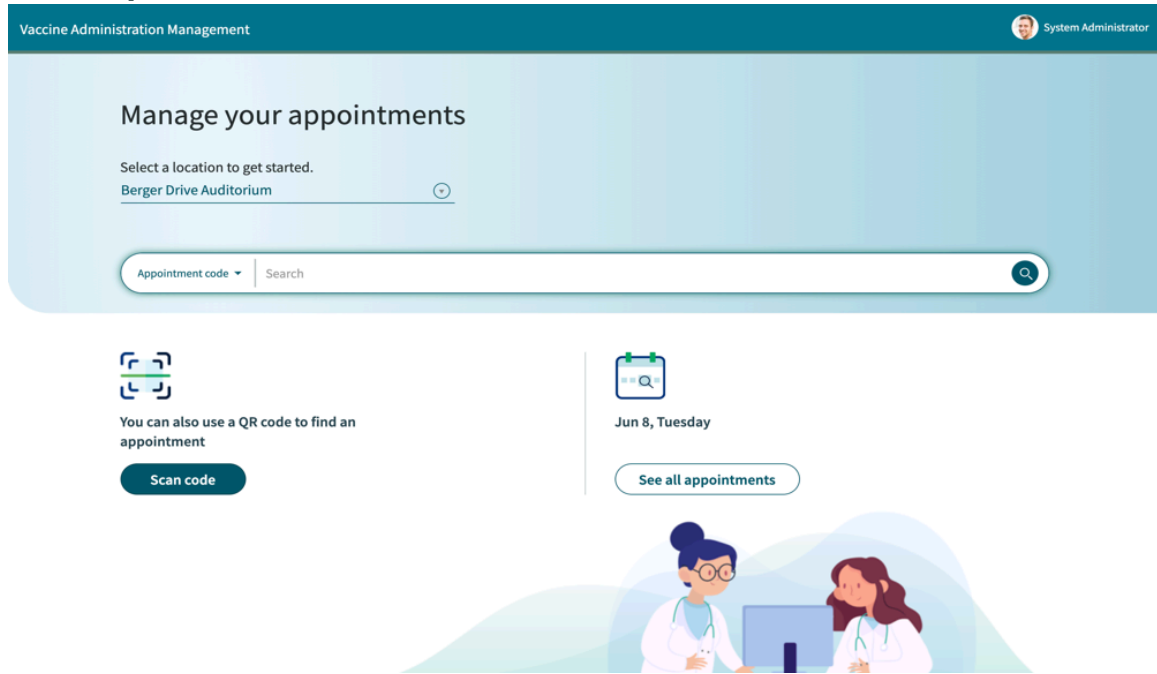 Vaccine Administration Management
System Administrator
Manage your appointments
Select a location to get started.
Berger Drive Auditorium
Appointment code
Search
You can also use a QR code to find an
appointment
Scan code
Jun 8, Tuesday
See all appointments